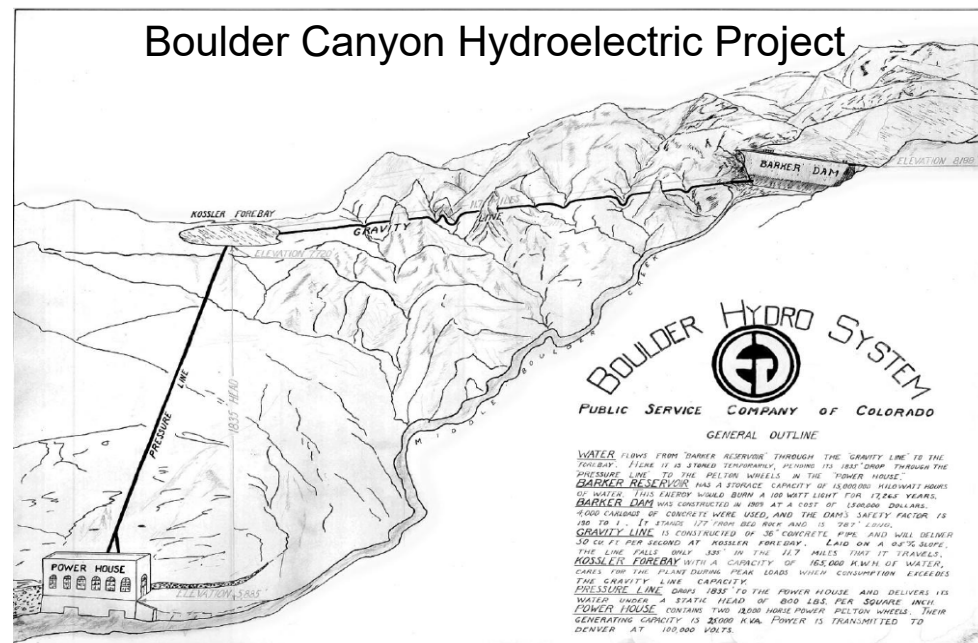 Boulder Canyon Hydroelectric Project
BARKER DAM
ELEVATION 8188
KOSSLER FOREBAY
GRAVITY LINE
ELEVATION 7720
PRESSURE LINE
1835' HEAD
MIDDLE BOULDER CREEK
POWER HOUSE
ELEVATION 5885'
BOULDER HYDRO SYSTEM
PUBLIC SERVICE COMPANY OF COLORADO
GENERAL OUTLINE
WATER FLOWS FROM "BARKER RESERVOIR" THROUGH THE "GRAVITY LINE" TO THE
FOREBAY. HERE IT IS STORED TEMPORARILY, PENDING ITS 1835' DROP THROUGH THE
"PRESSURE LINE" TO THE PELTON WHEELS IN THE "POWER HOUSE."
BARKER RESERVOIR HAS A STORAGE CAPACITY OF 15,000,000 KILOWATT HOURS
OF WATER. THIS ENERGY WOULD BURN A 100 WATT LIGHT FOR 17,265 YEARS.
BARKER DAM WAS CONSTRUCTED IN 1909 AT A COST OF 1,500,000 DOLLARS.
4,000 CARLOADS OF CONCRETE WERE USED, AND THE DAM'S SAFETY FACTOR IS
190 TO 1. IT STANDS 177' FROM BED ROCK AND IS 787' LONG.
GRAVITY LINE IS CONSTRUCTED OF 36" CONCRETE PIPE AND WILL DELIVER
50 CU. FT. PER SECOND AT KOSSLER FOREBAY. LAID ON A SLOPE,
THE LINE FALLS ONLY 335' IN THE 11.7 MILES THAT IT TRAVELS.
KOSSLER FOREBAY WITH A CAPACITY OF 165,000 K.W.H. OF WATER,
CARES FOR THE PLANT DURING PEAK LOADS WHEN CONSUMPTION EXCEEDES
THE GRAVITY LINE CAPACITY.
PRESSURE LINE DROPS 1835' TO THE POWER HOUSE AND DELIVERS ITS
WATER UNDER A STATIC HEAD OF 800 LBS. PER SQUARE INCH.
POWER HOUSE CONTAINS TWO HORSE POWER PELTON WHEELS. THEIR
GENERATING CAPACITY IS KVA. POWER IS TRANSMITTED TO
DENVER AT 100,000 VOLTS.